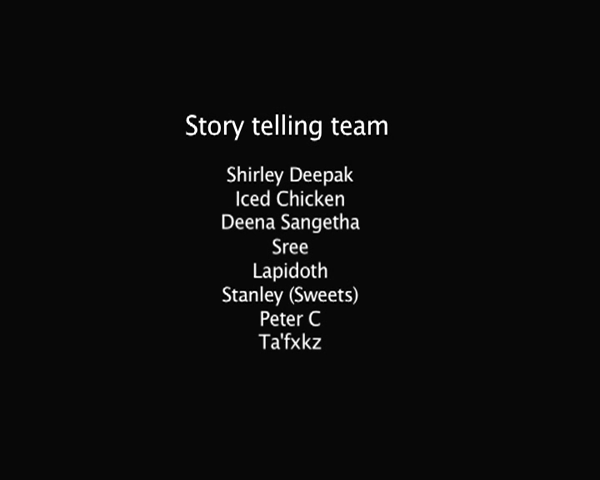 Story telling team
Shirley Deepak
Iced Chicken
Deena Sangetha
Sree
Lapidoth
Stanley (Sweets)
Peter C
Ta'fxkz